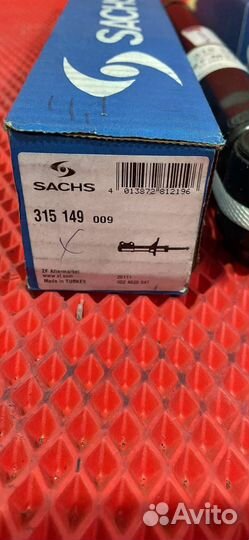 SACHS
4 013872 812196
SACHS
315 149 009
ZF Aftermarket
www.zf.com
Made in TURKEY
Avito